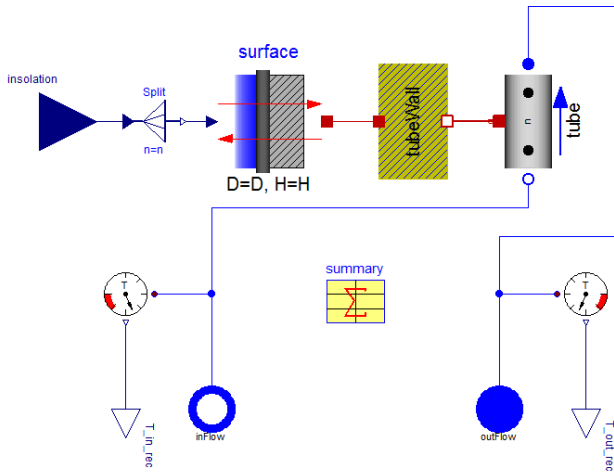 surface
insolation
Split
n=n
tubeWall
n
tube
D=D, H=H
summary
T
T
inFlow
outFlow
T_in_rec
T_out_rec